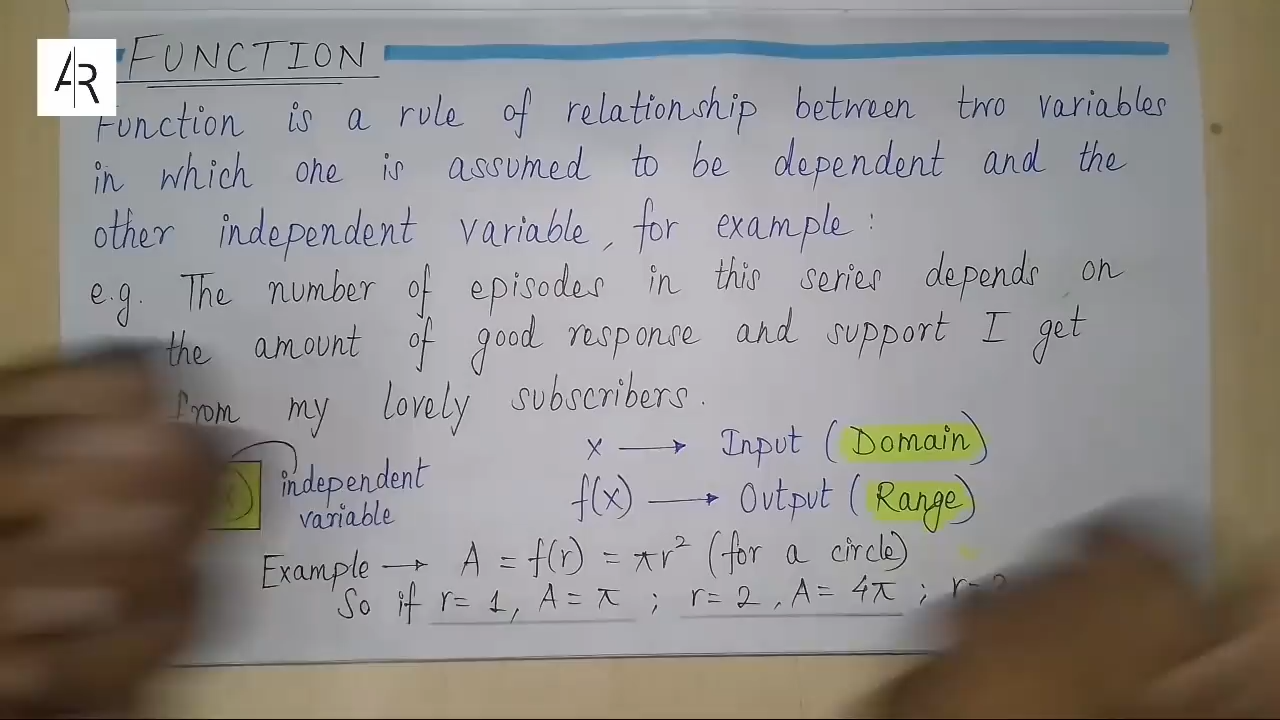 AR
FUNCTION
Function is a rule of relationship between two variables
in which one is assumed to be dependent and the
other independent variable, for example:
e.g. The number of episodes in this series depends on
the amount of good response and support I get
from my lovely subscribers.
x → Input (Domain)
independent
variable
f(x) → Output (Range)
Example → A = f(r) = πr² (for a circle)
So if r=1, A=π ; r=2, A=4π ; r=